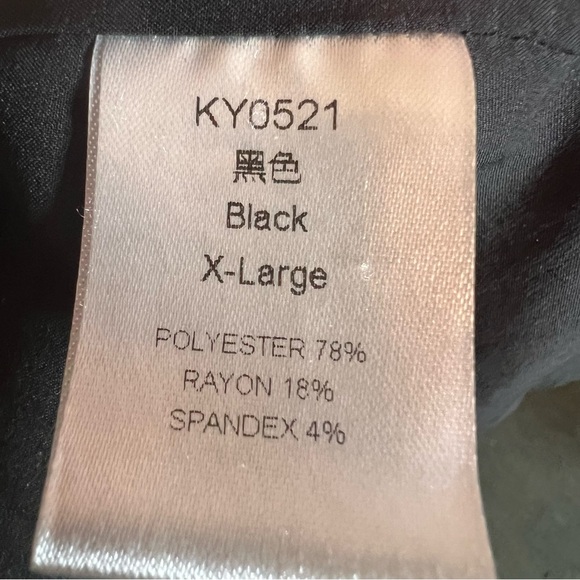 KY0521
黑色
Black
X-Large
POLYESTER 78%
RAYON 18%
SPANDEX 4%